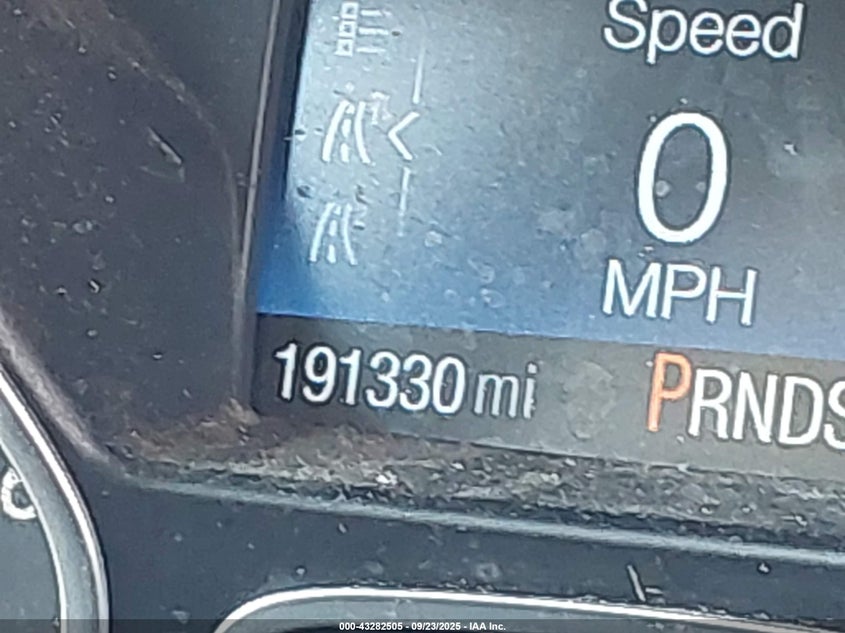 Speed
0
MPH
191330 mi
PRNDS
000-43282505 - 09/23/2025 - IAA Inc.